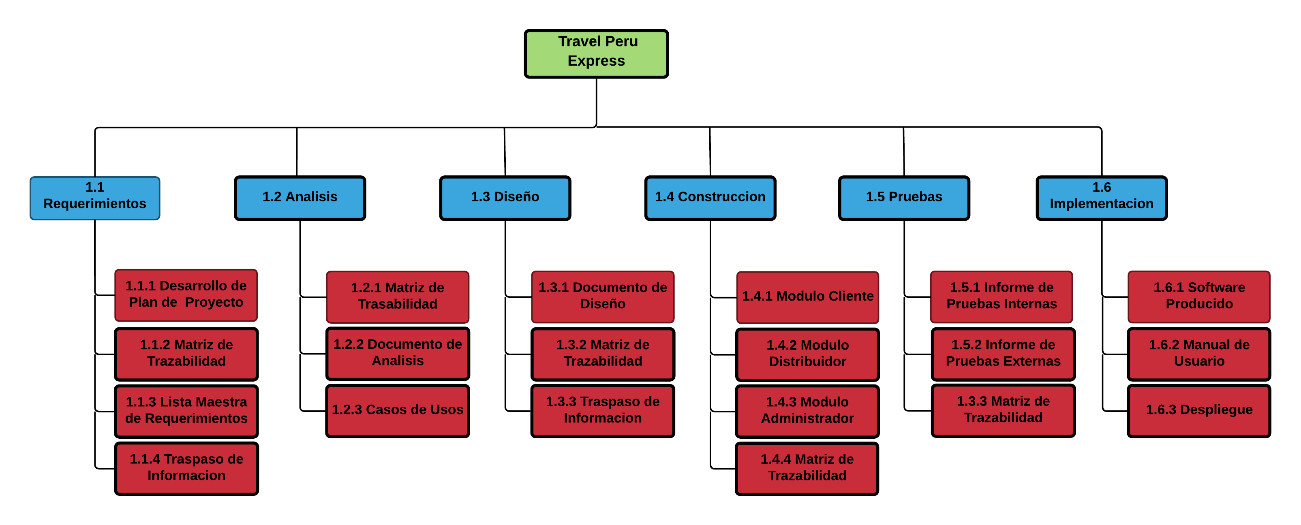 Travel Peru
Express
1.1
Requerimientos
1.2 Analisis
1.3 Diseño
1.4 Construccion
1.5 Pruebas
1.6
Implementacion
1.1.1 Desarrollo de
Plan de Proyecto
1.1.2 Matriz de
Trazabilidad
1.1.3 Lista Maestra
de Requerimientos
1.1.4 Traspaso de
Informacion
1.2.1 Matriz de
Trasabilidad
1.2.2 Documento de
Analisis
1.2.3 Casos de Usos
1.3.1 Documento de
Diseño
1.3.2 Matriz de
Trazabilidad
1.3.3 Traspaso de
Informacion
1.4.1 Modulo Cliente
1.4.2 Modulo
Distribuidor
1.4.3 Modulo
Administrador
1.4.4 Matriz de
Trazabilidad
1.5.1 Informe de
Pruebas Internas
1.5.2 Informe de
Pruebas Externas
1.3.3 Matriz de
Trazabilidad
1.6.1 Software
Producido
1.6.2 Manual de
Usuario
1.6.3 Despliegue